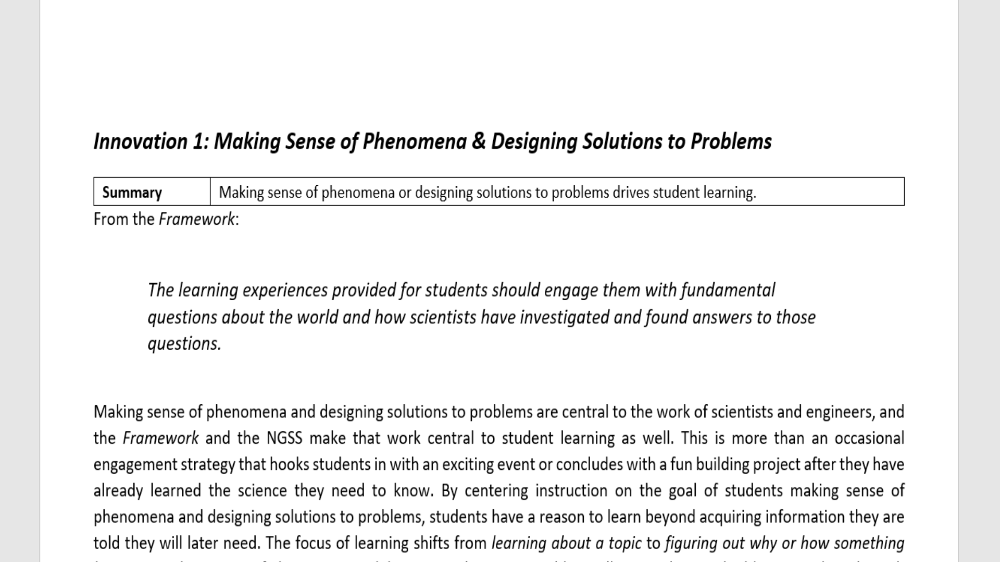 Innovation 1: Making Sense of Phenomena & Designing Solutions to Problems
Summary Making sense of phenomena or designing solutions to problems drives student learning.
From the Framework:
The learning experiences provided for students should engage them with fundamental
questions about the world and how scientists have investigated and found answers to those
questions.
Making sense of phenomena and designing solutions to problems are central to the work of scientists and engineers, and
the Framework and the NGSS make that work central to student learning as well. This is more than an occasional
engagement strategy that hooks students in with an exciting event or concludes with a fun building project after they have
already learned the science they need to know. By centering instruction on the goal of students making sense of
phenomena and designing solutions to problems, students have a reason to learn beyond acquiring information they are
told they will later need. The focus of learning shifts from learning about a topic to figuring out why or how something